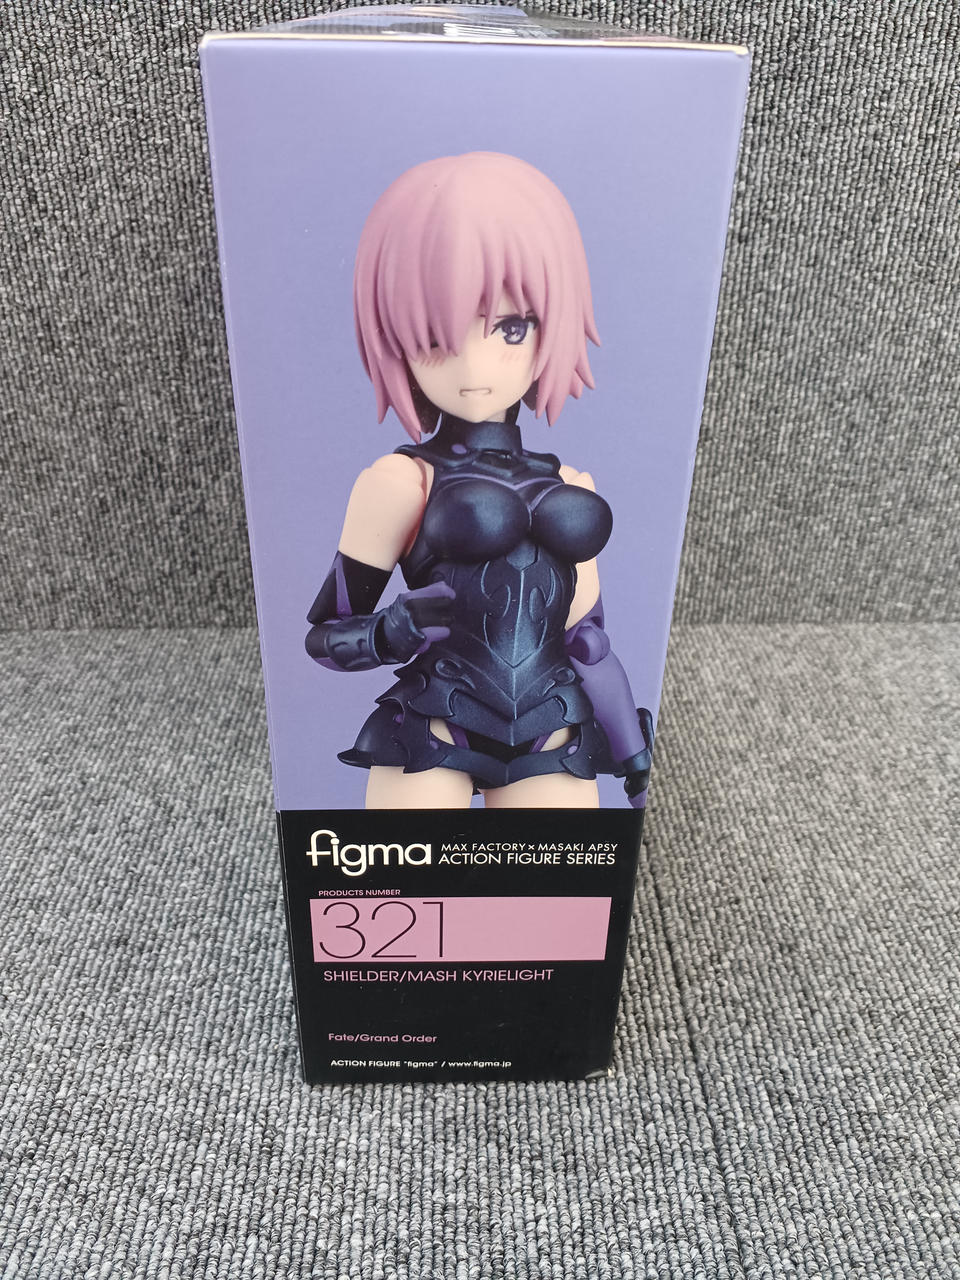 figma MAX FACTORY×MASAKI APSY
ACTION FIGURE SERIES
PRODUCTS NUMBER
321
SHIELDER/MASH KYRIELIGHT
Fate/Grand Order
ACTION FIGURE "figma" / www.figma.jp